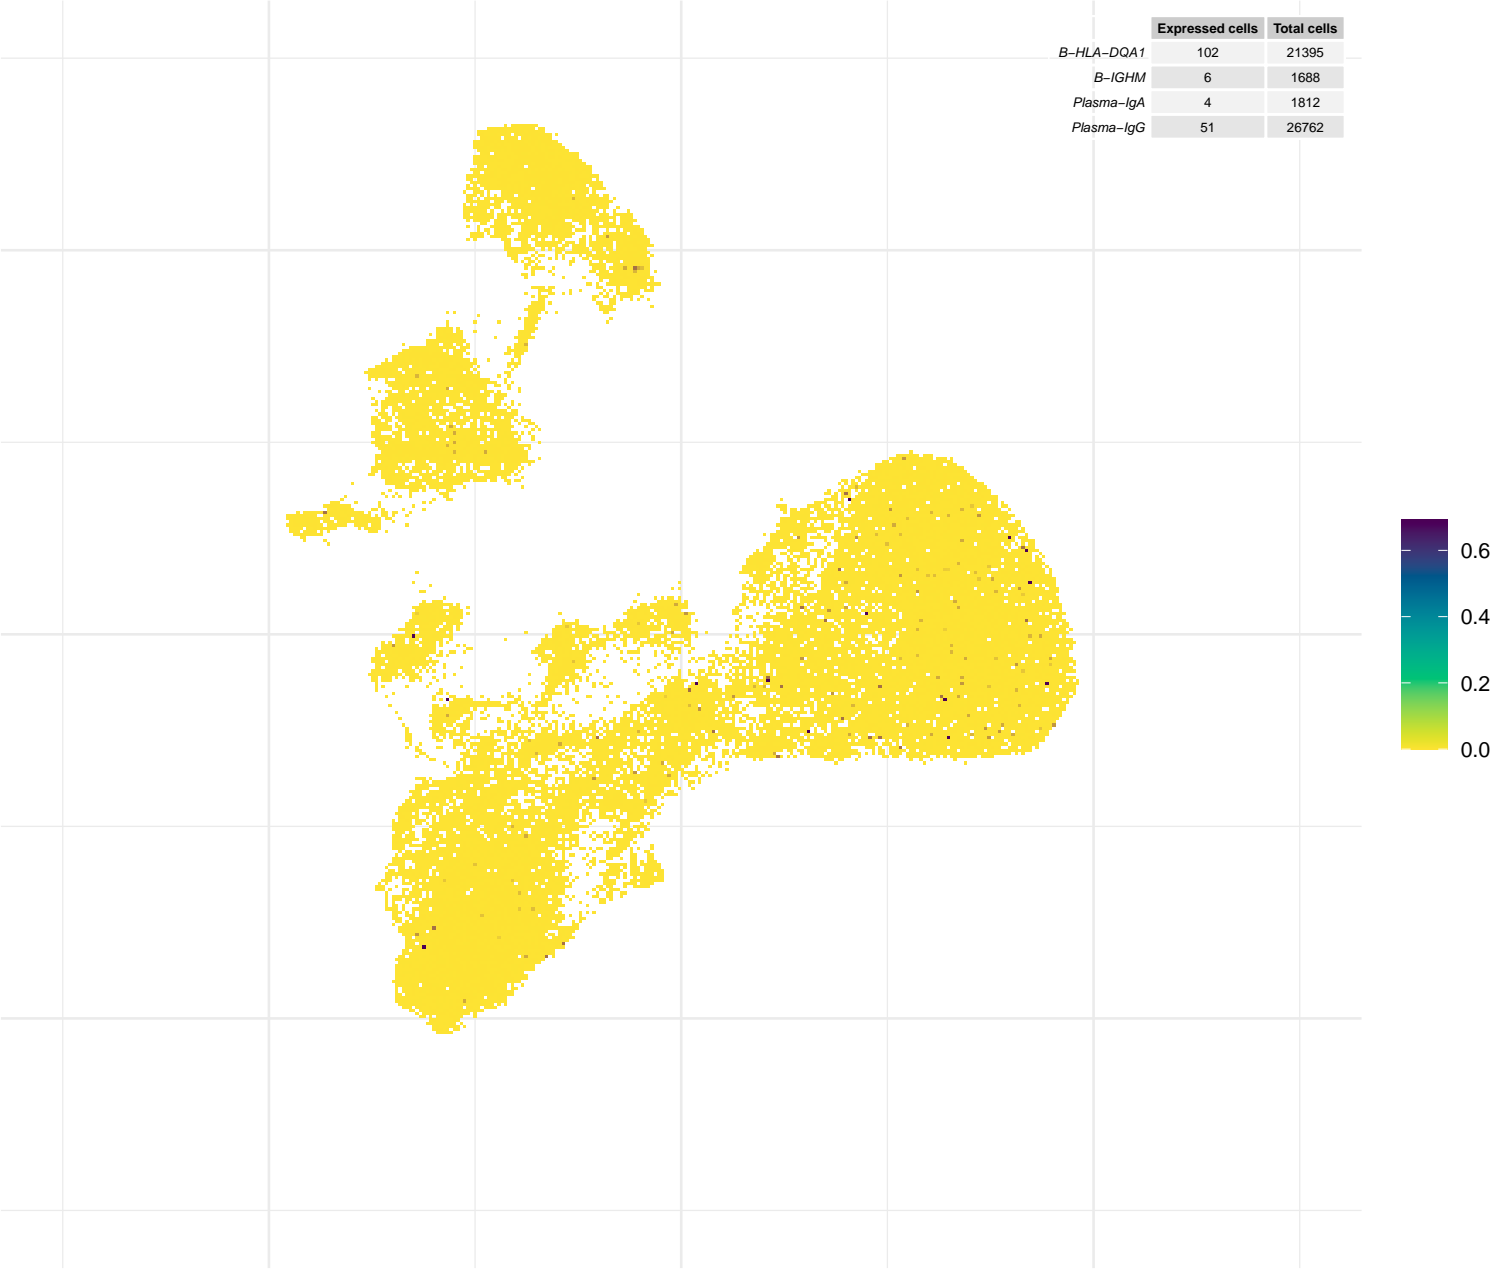 Expressed cells Total cells
B−HLA−DQA1 102 21395
B−IGHM 6 1688
Plasma−IgA 4 1812
Plasma−IgG 51 26762
0.6
0.4
0.2
0.0